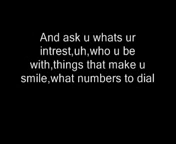 And ask u whats ur
intrest,uh,who u be
with,things that make u
smile,what numbers to dial